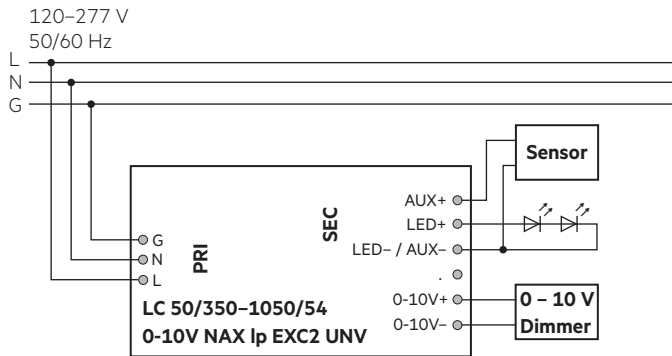 120–277 V
50/60 Hz
L
N
G
Sensor
AUX+
LED+
LED– / AUX–
.
0-10V+
0-10V–
SEC
PRI
G
N
L
0 – 10 V
Dimmer
LC 50/350–1050/54
0-10V NAX lp EXC2 UNV